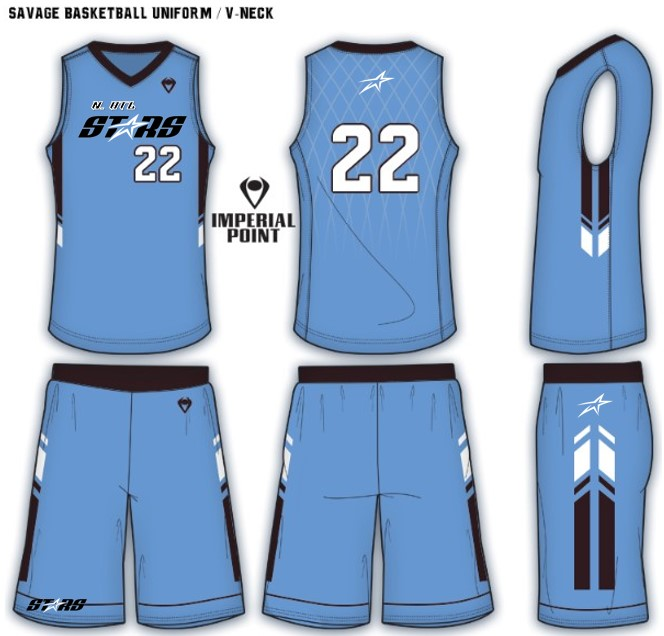 SAVAGE BASKETBALL UNIFORM / V-NECK
N.
STARS
22
22
IMPERIAL
POINT
STARS